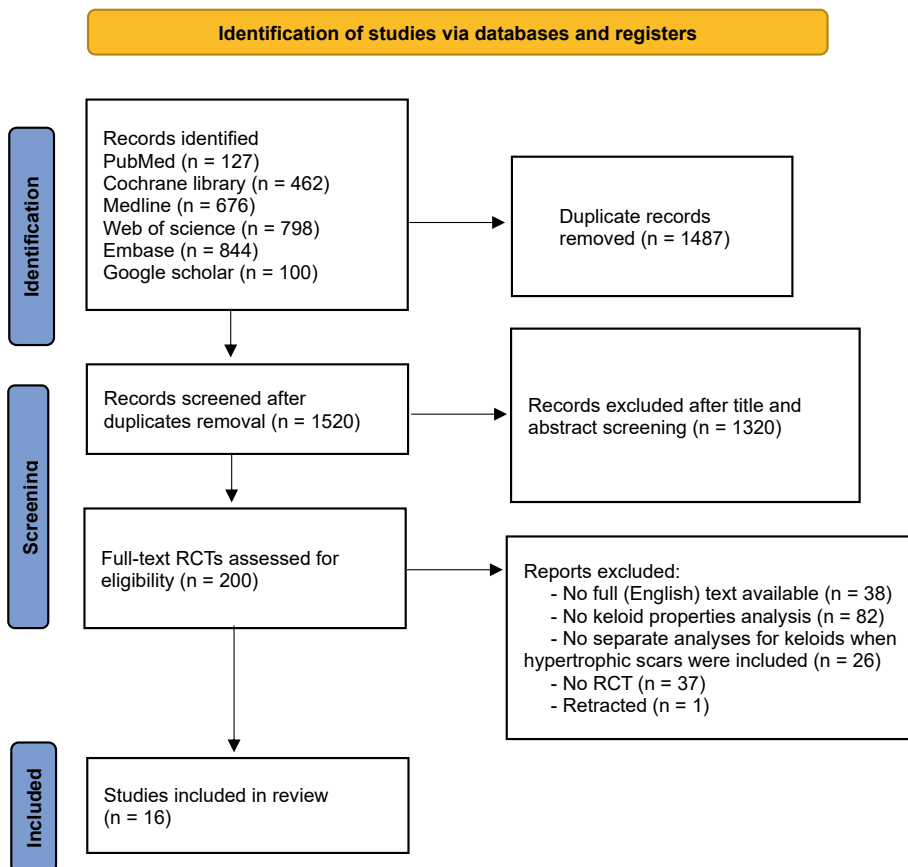 Identification of studies via databases and registers
Identification
Records identified
PubMed (n = 127)
Cochrane library (n = 462)
Medline (n = 676)
Web of science (n = 798)
Embase (n = 844)
Google scholar (n = 100)
Duplicate records
removed (n = 1487)
Screening
Records screened after
duplicates removal (n = 1520)
Records excluded after title and
abstract screening (n = 1320)
Full-text RCTs assessed for
eligibility (n = 200)
Reports excluded:
- No full (English) text available (n = 38)
- No keloid properties analysis (n = 82)
- No separate analyses for keloids when
hypertrophic scars were included (n = 26)
- No RCT (n = 37)
- Retracted (n = 1)
Included
Studies included in review
(n = 16)